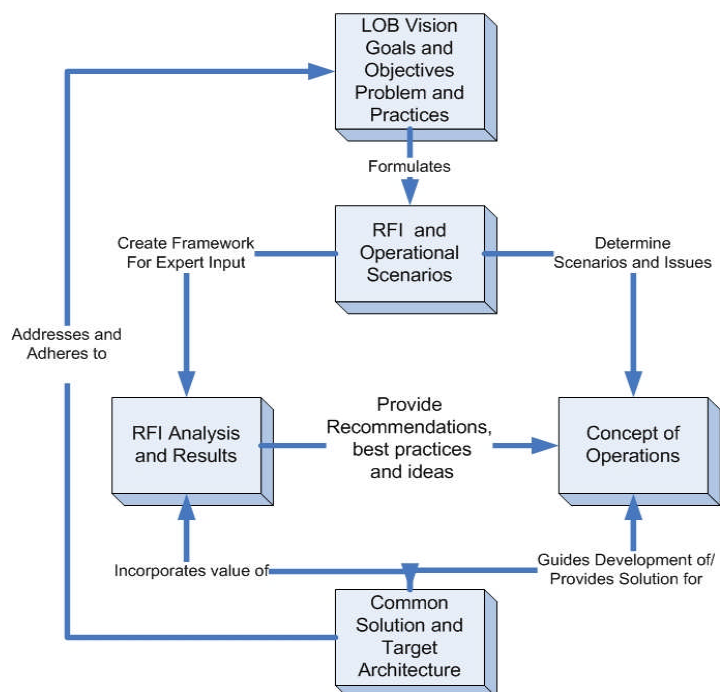 LOB Vision
Goals and
Objectives
Problem and
Practices
Formulates
RFI and
Operational
Scenarios
Create Framework
For Expert Input
Determine
Scenarios and Issues
Addresses and
Adheres to
RFI Analysis
and Results
Provide
Recommendations,
best practices
and ideas
Concept of
Operations
Incorporates value of
Guides Development of/
Provides Solution for
Common
Solution and
Target
Architecture